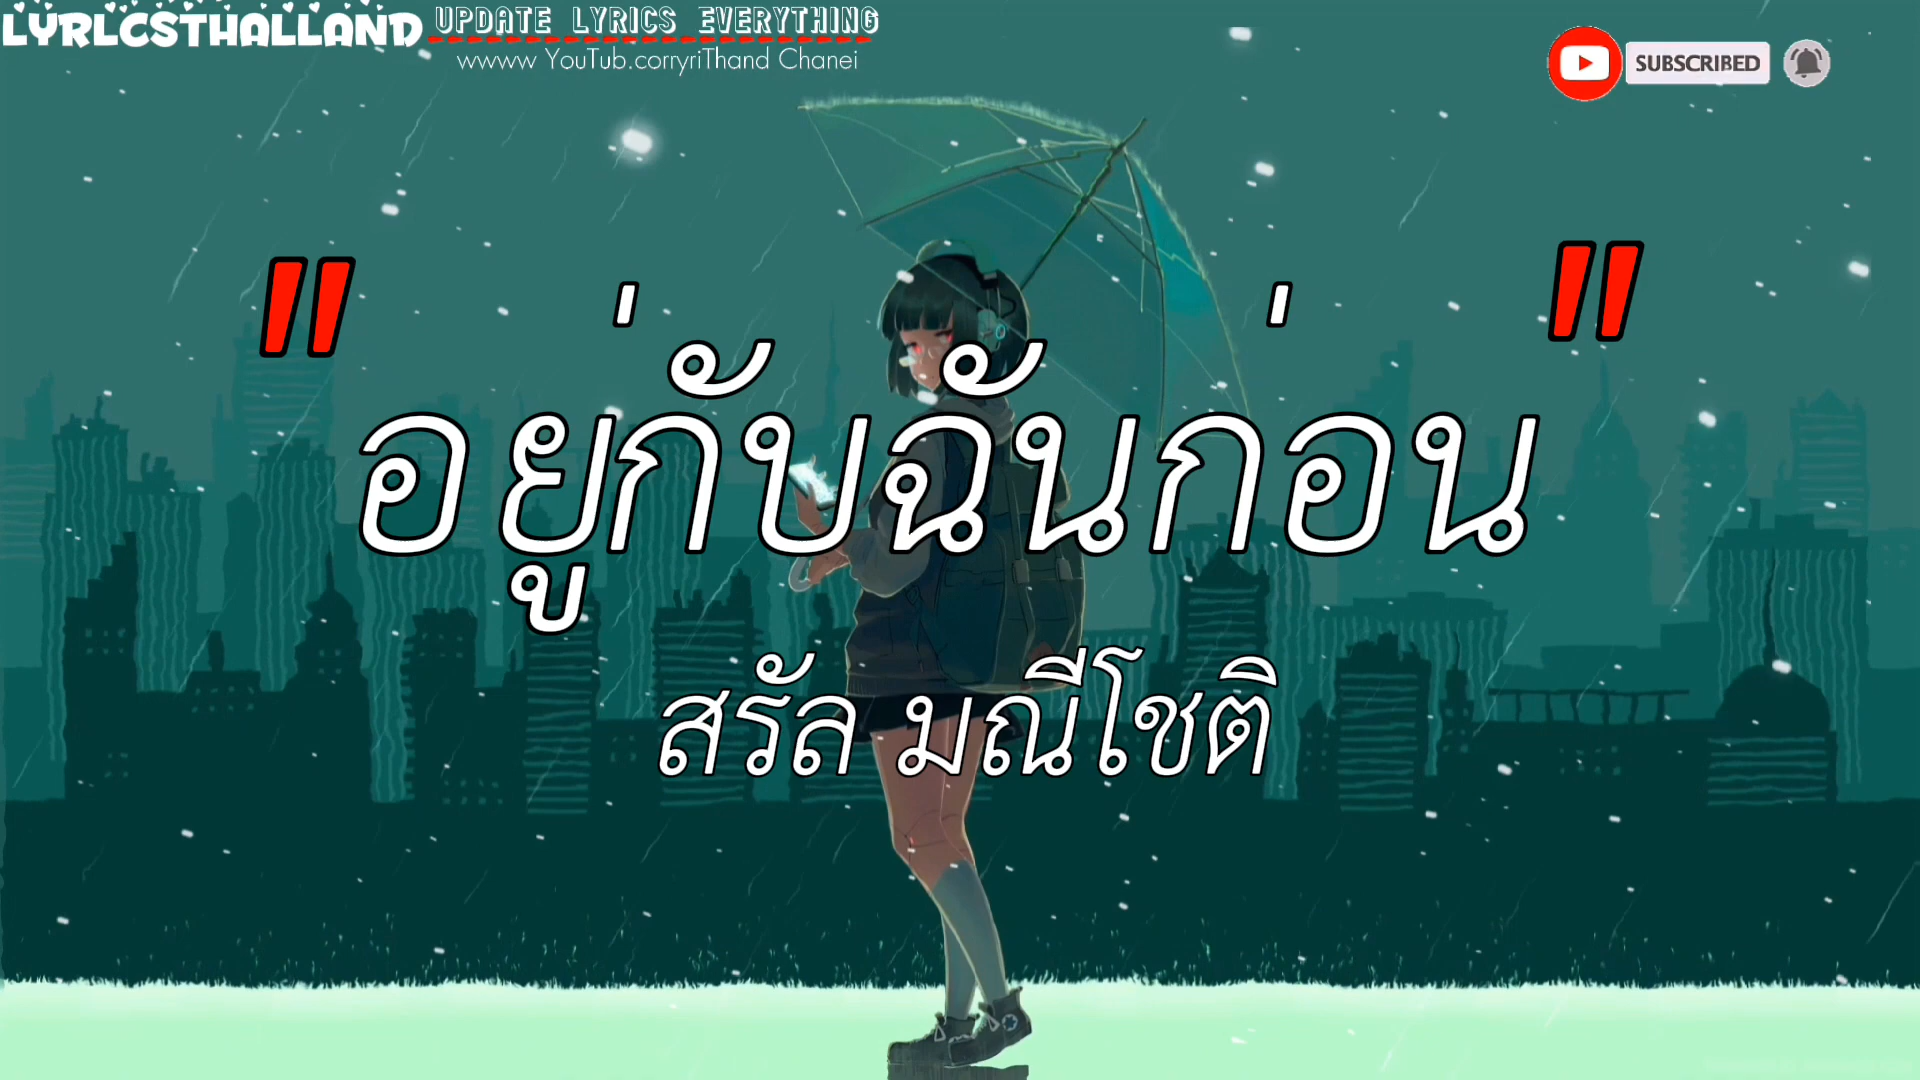 LYRLCSTHALLAND
UPDATE LYRICS EVERYTHING
wwww YouTub.corryriThand Chanei
SUBSCRIBED
"อยู่กับฉันก่อน"
สรัล มณีโชติ